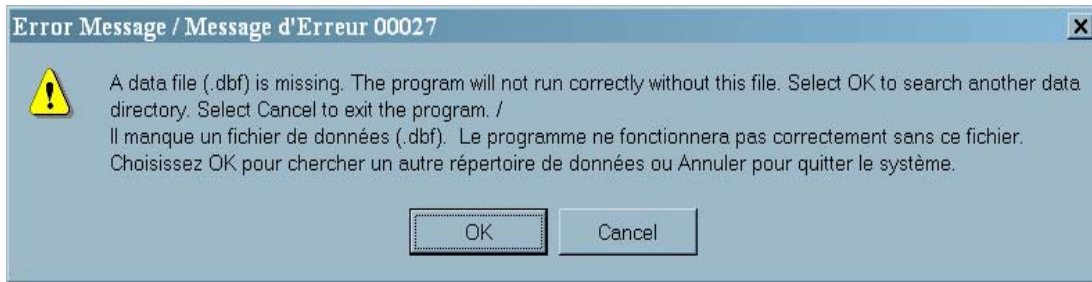 Error Message / Message d'Erreur 00027
A data file (.dbf) is missing. The program will not run correctly without this file. Select OK to search another data
directory. Select Cancel to exit the program. /
Il manque un fichier de données (.dbf). Le programme ne fonctionnera pas correctement sans ce fichier.
Choisissez OK pour chercher un autre répertoire de données ou Annuler pour quitter le système.
OK
Cancel